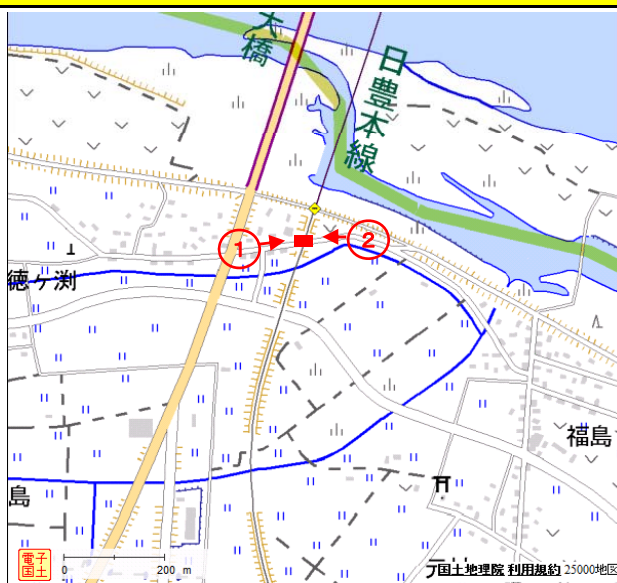 大橋
日豊本線
①
②
徳ヶ渕
福島
島
電子
国土
0 200 m
国土地理院 利用規約 25000地図